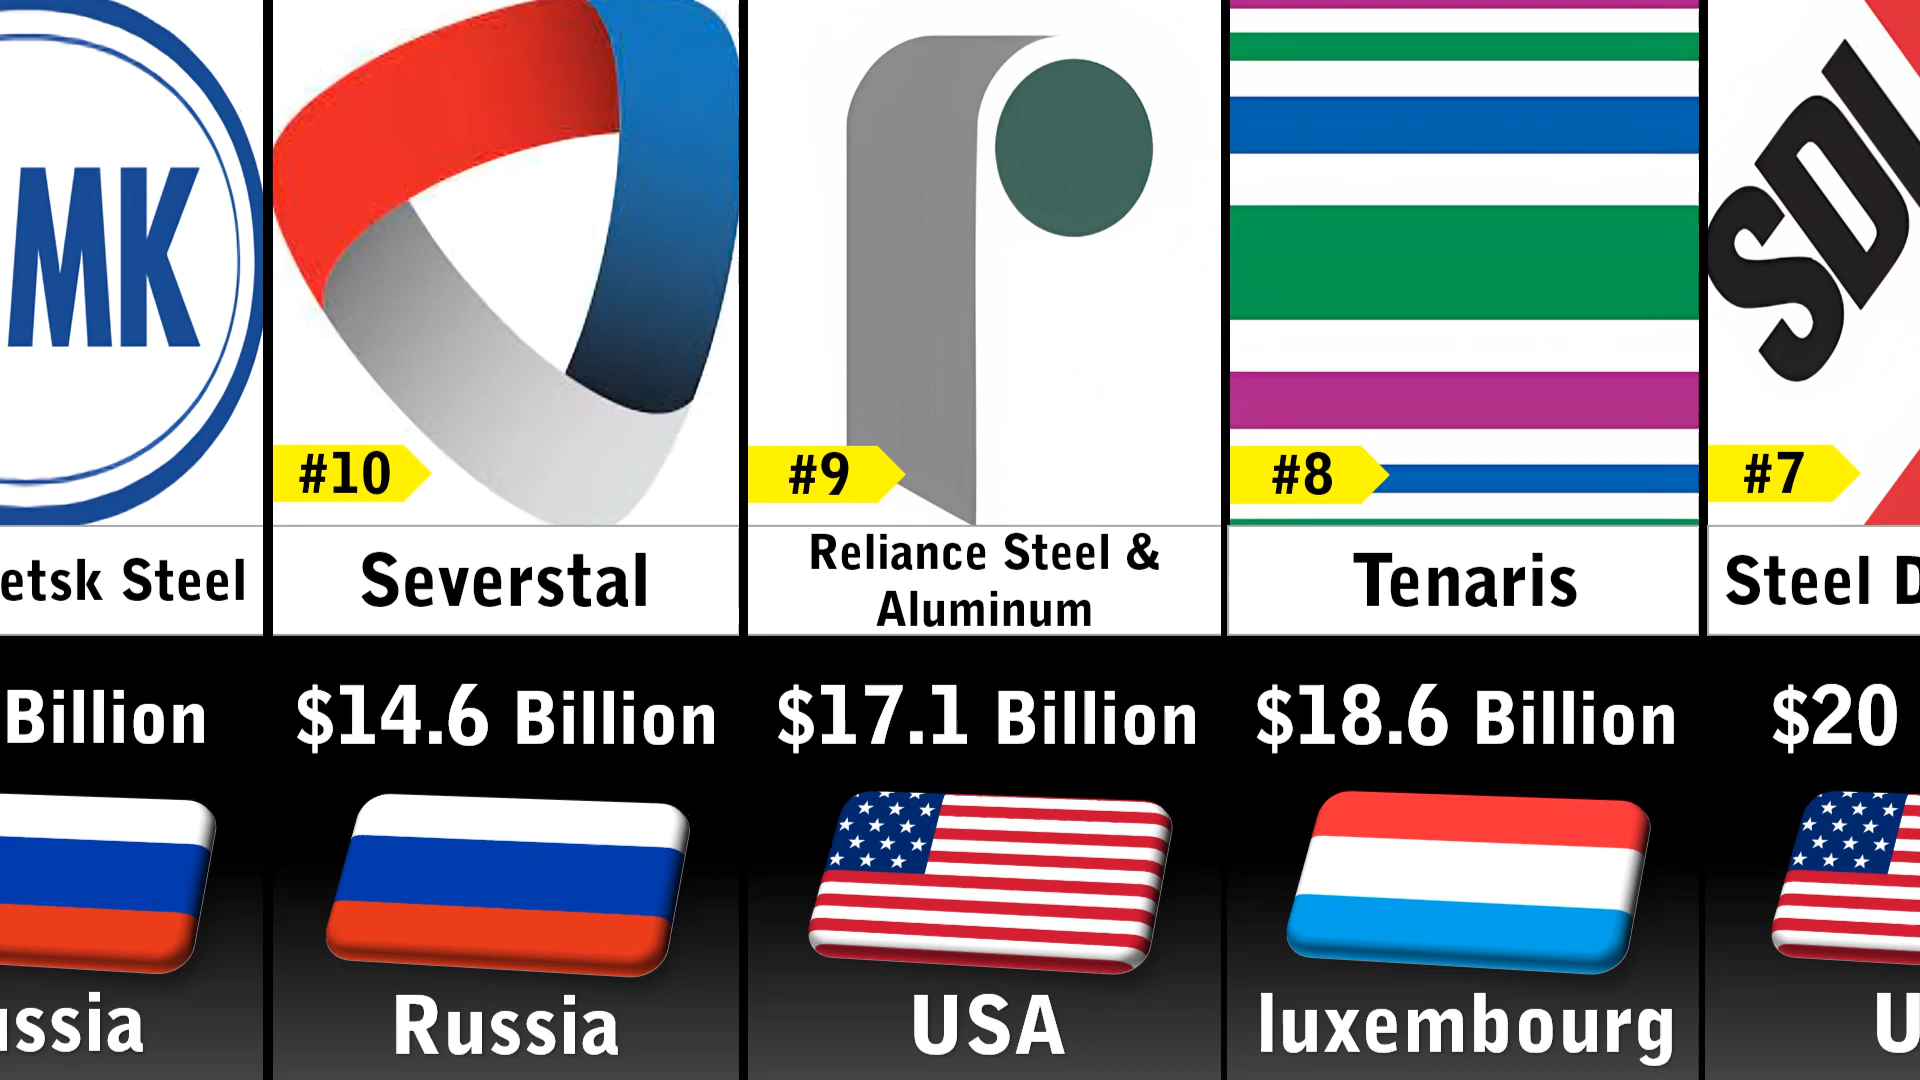 MK
etsk Steel
Billion
ussia
#10
Severstal
$14.6 Billion
Russia
#9
Reliance Steel &
Aluminum
$17.1 Billion
USA
#8
Tenaris
$18.6 Billion
luxembourg
SDI
#7
Steel D
$20
U